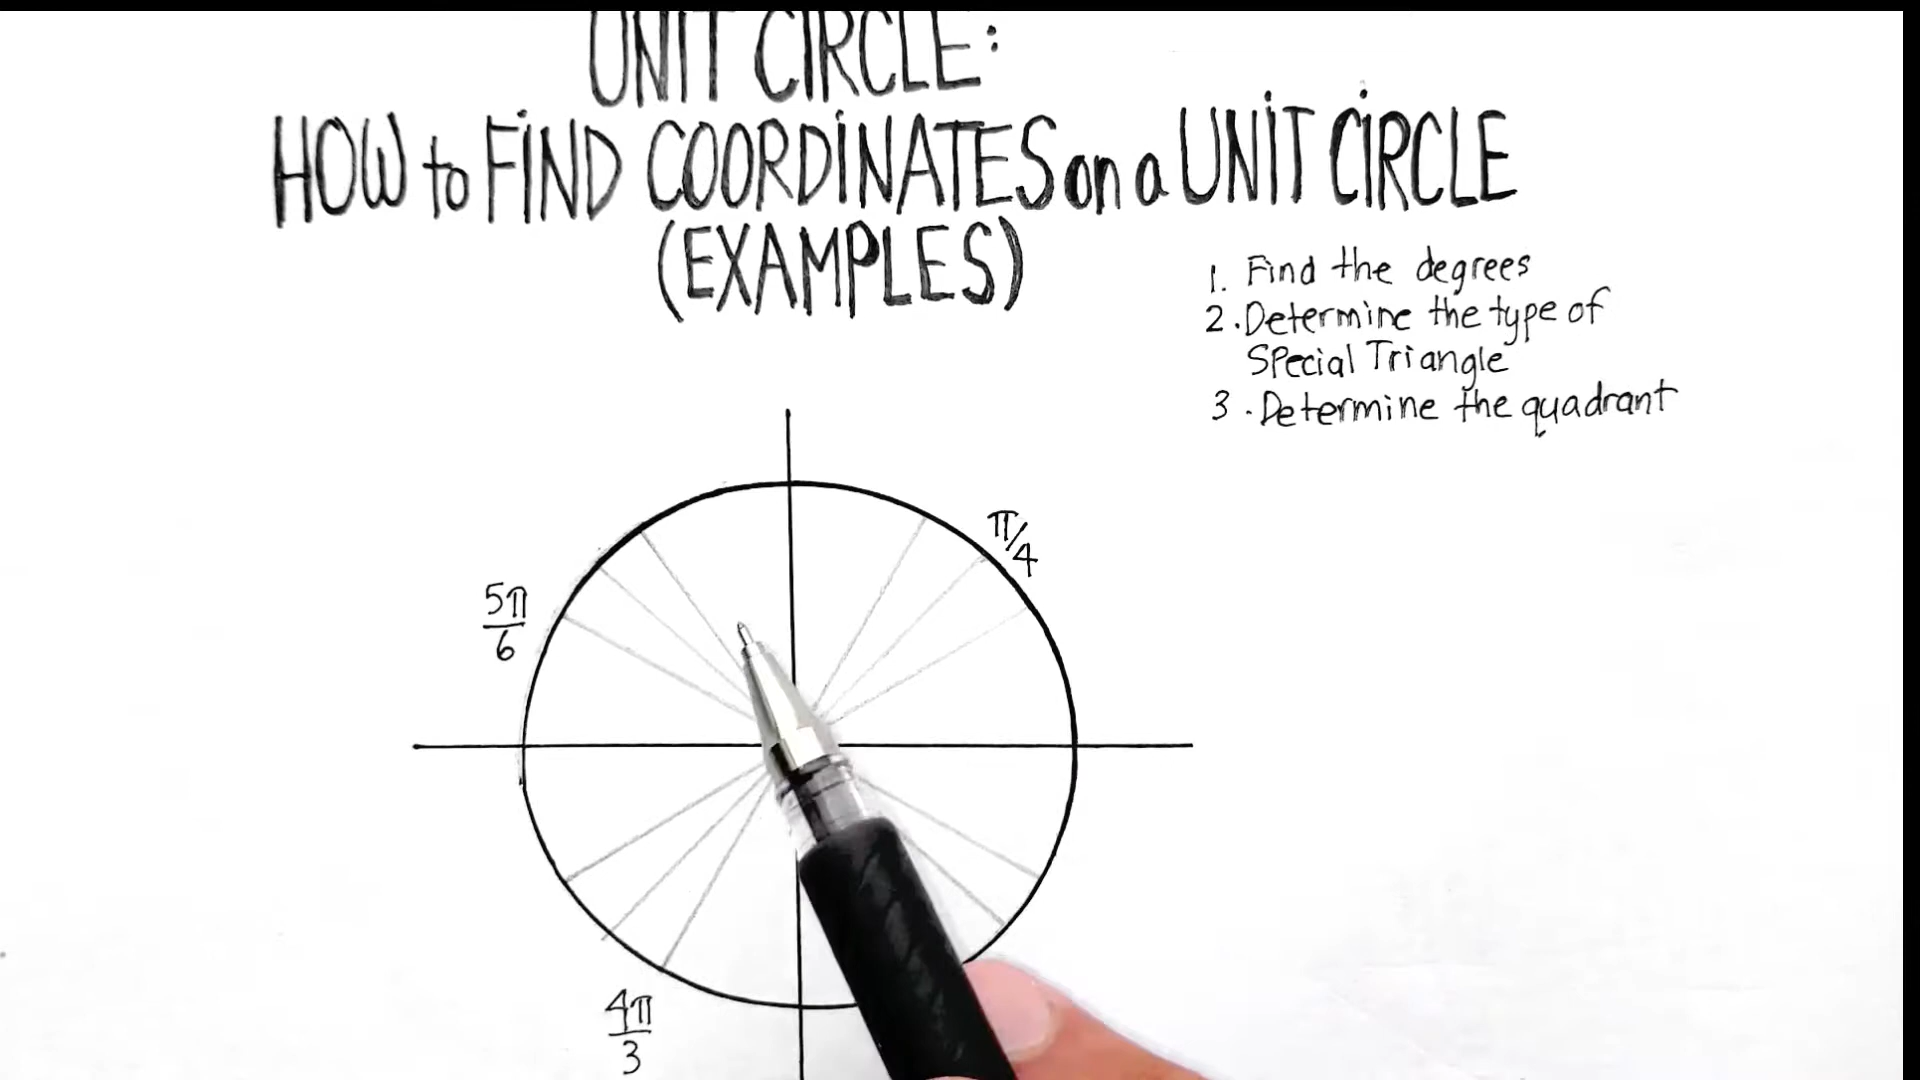 UNIT CIRCLE:
HOW to FIND COORDINATES on a UNIT CIRCLE
(EXAMPLES)
1. Find the degrees
2. Determine the type of
Special Triangle
3. Determine the quadrant
π/4
5π
6
4π
3